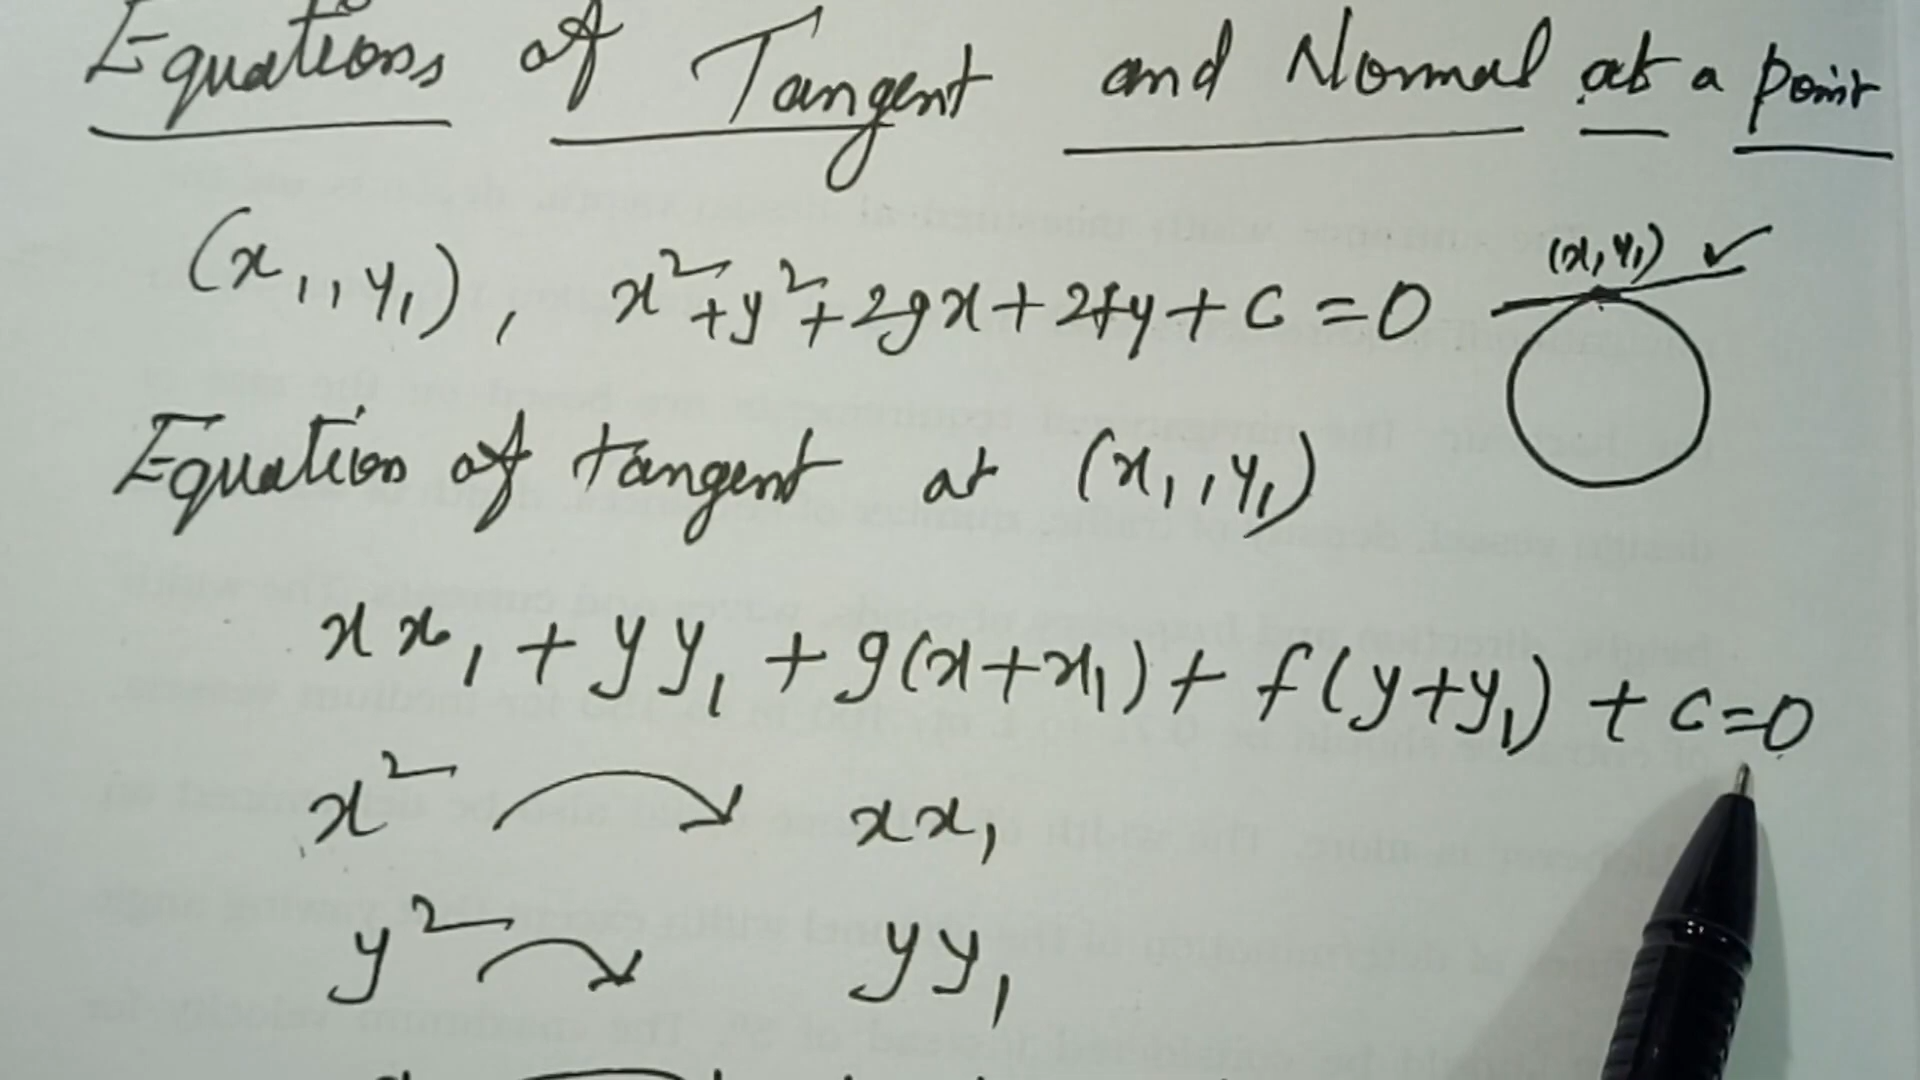 Equations of Tangent and Normal at a point
(x₁, y₁), x² + y² + 2gx + 2fy + c = 0
(x₁, y₁) ✓
Equation of tangent at (x₁, y₁)
xx₁ + yy₁ + g(x + x₁) + f(y + y₁) + c = 0
x² → xx₁
y² → yy₁